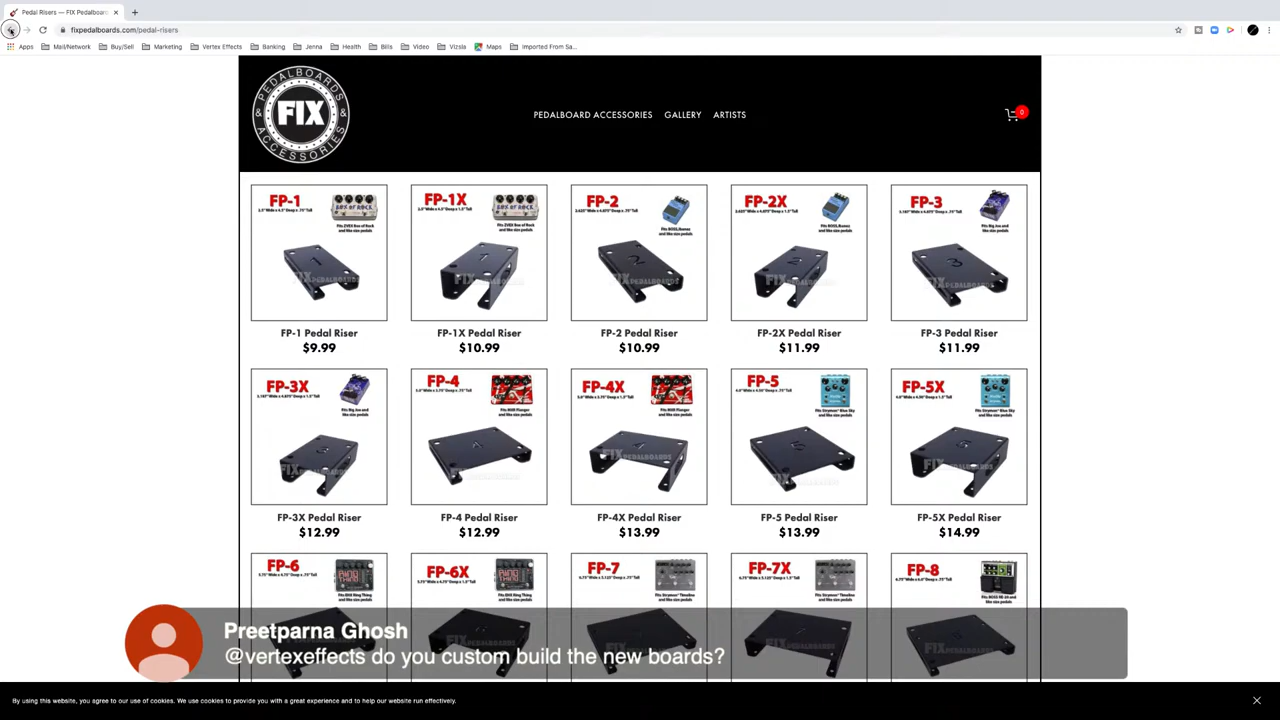 Pedal Risers — FIX Pedalboard
fixpedalboards.com/pedal-risers
Apps Mail/Network Buy/Sell Marketing Vertex Effects Banking Jenna Health Bills Video Vizsla Maps Imported From Sa...
PEDALBOARDS
FIX
& ACCESSORIES &
PEDALBOARD ACCESSORIES GALLERY ARTISTS
0
FP-1 FP-1X FP-2 FP-2X FP-3
FP-1 Pedal Riser FP-1X Pedal Riser FP-2 Pedal Riser FP-2X Pedal Riser FP-3 Pedal Riser
$9.99 $10.99 $10.99 $11.99 $11.99
FP-3X FP-4 FP-4X FP-5 FP-5X
FP-3X Pedal Riser FP-4 Pedal Riser FP-4X Pedal Riser FP-5 Pedal Riser FP-5X Pedal Riser
$12.99 $12.99 $13.99 $13.99 $14.99
FP-6 FP-6X FP-7 FP-7X FP-8
Preetparna Ghosh
@vertexeffects do you custom build the new boards?
By using this website, you agree to our use of cookies. We use cookies to provide you with a great experience and to help our website run effectively.